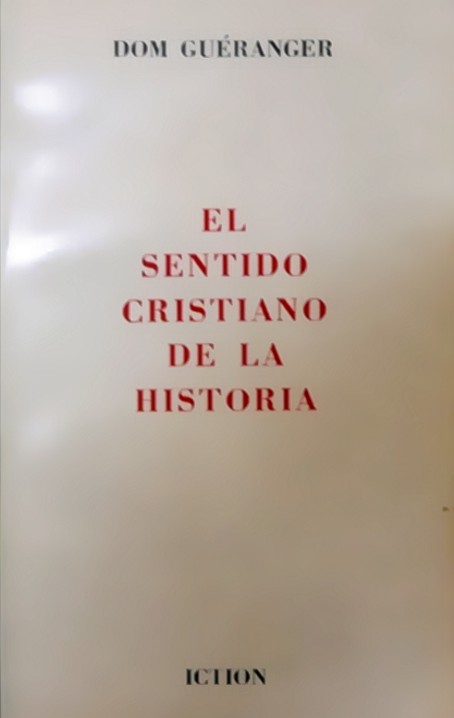 DOM GUÉRANGER
EL
SENTIDO
CRISTIANO
DE LA
HISTORIA
ICTION